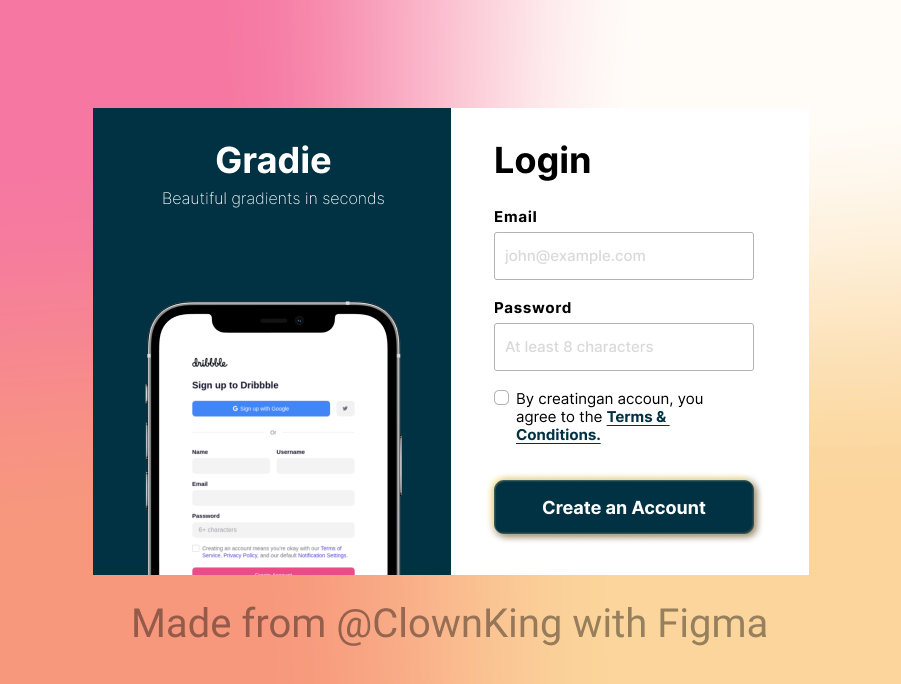 Gradie
Beautiful gradients in seconds
dribbble
Sign up to Dribbble
G Sign up with Google
Or
Name Username
Email
Password
6+ characters
Creating an account means you're okay with our Terms of
Service, Privacy Policy, and our default Notification Settings.
Create Account
Login
Email
john@example.com
Password
At least 8 characters
By creatingan accoun, you
agree to the Terms &
Conditions.
Create an Account
Made from @ClownKing with Figma